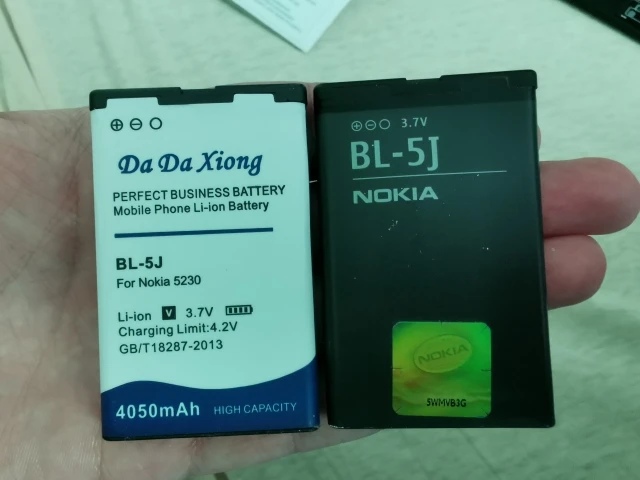 ⊕ ⊖ ○
Da Da Xiong
PERFECT BUSINESS BATTERY
Mobile Phone Li-ion Battery
BL-5J
For Nokia 5230
Li-ion V 3.7V
Charging Limit:4.2V
GB/T18287-2013
4050mAh HIGH CAPACITY
⊕⊖○ 3.7V
BL-5J
NOKIA
NOKIA
5WMVB3G